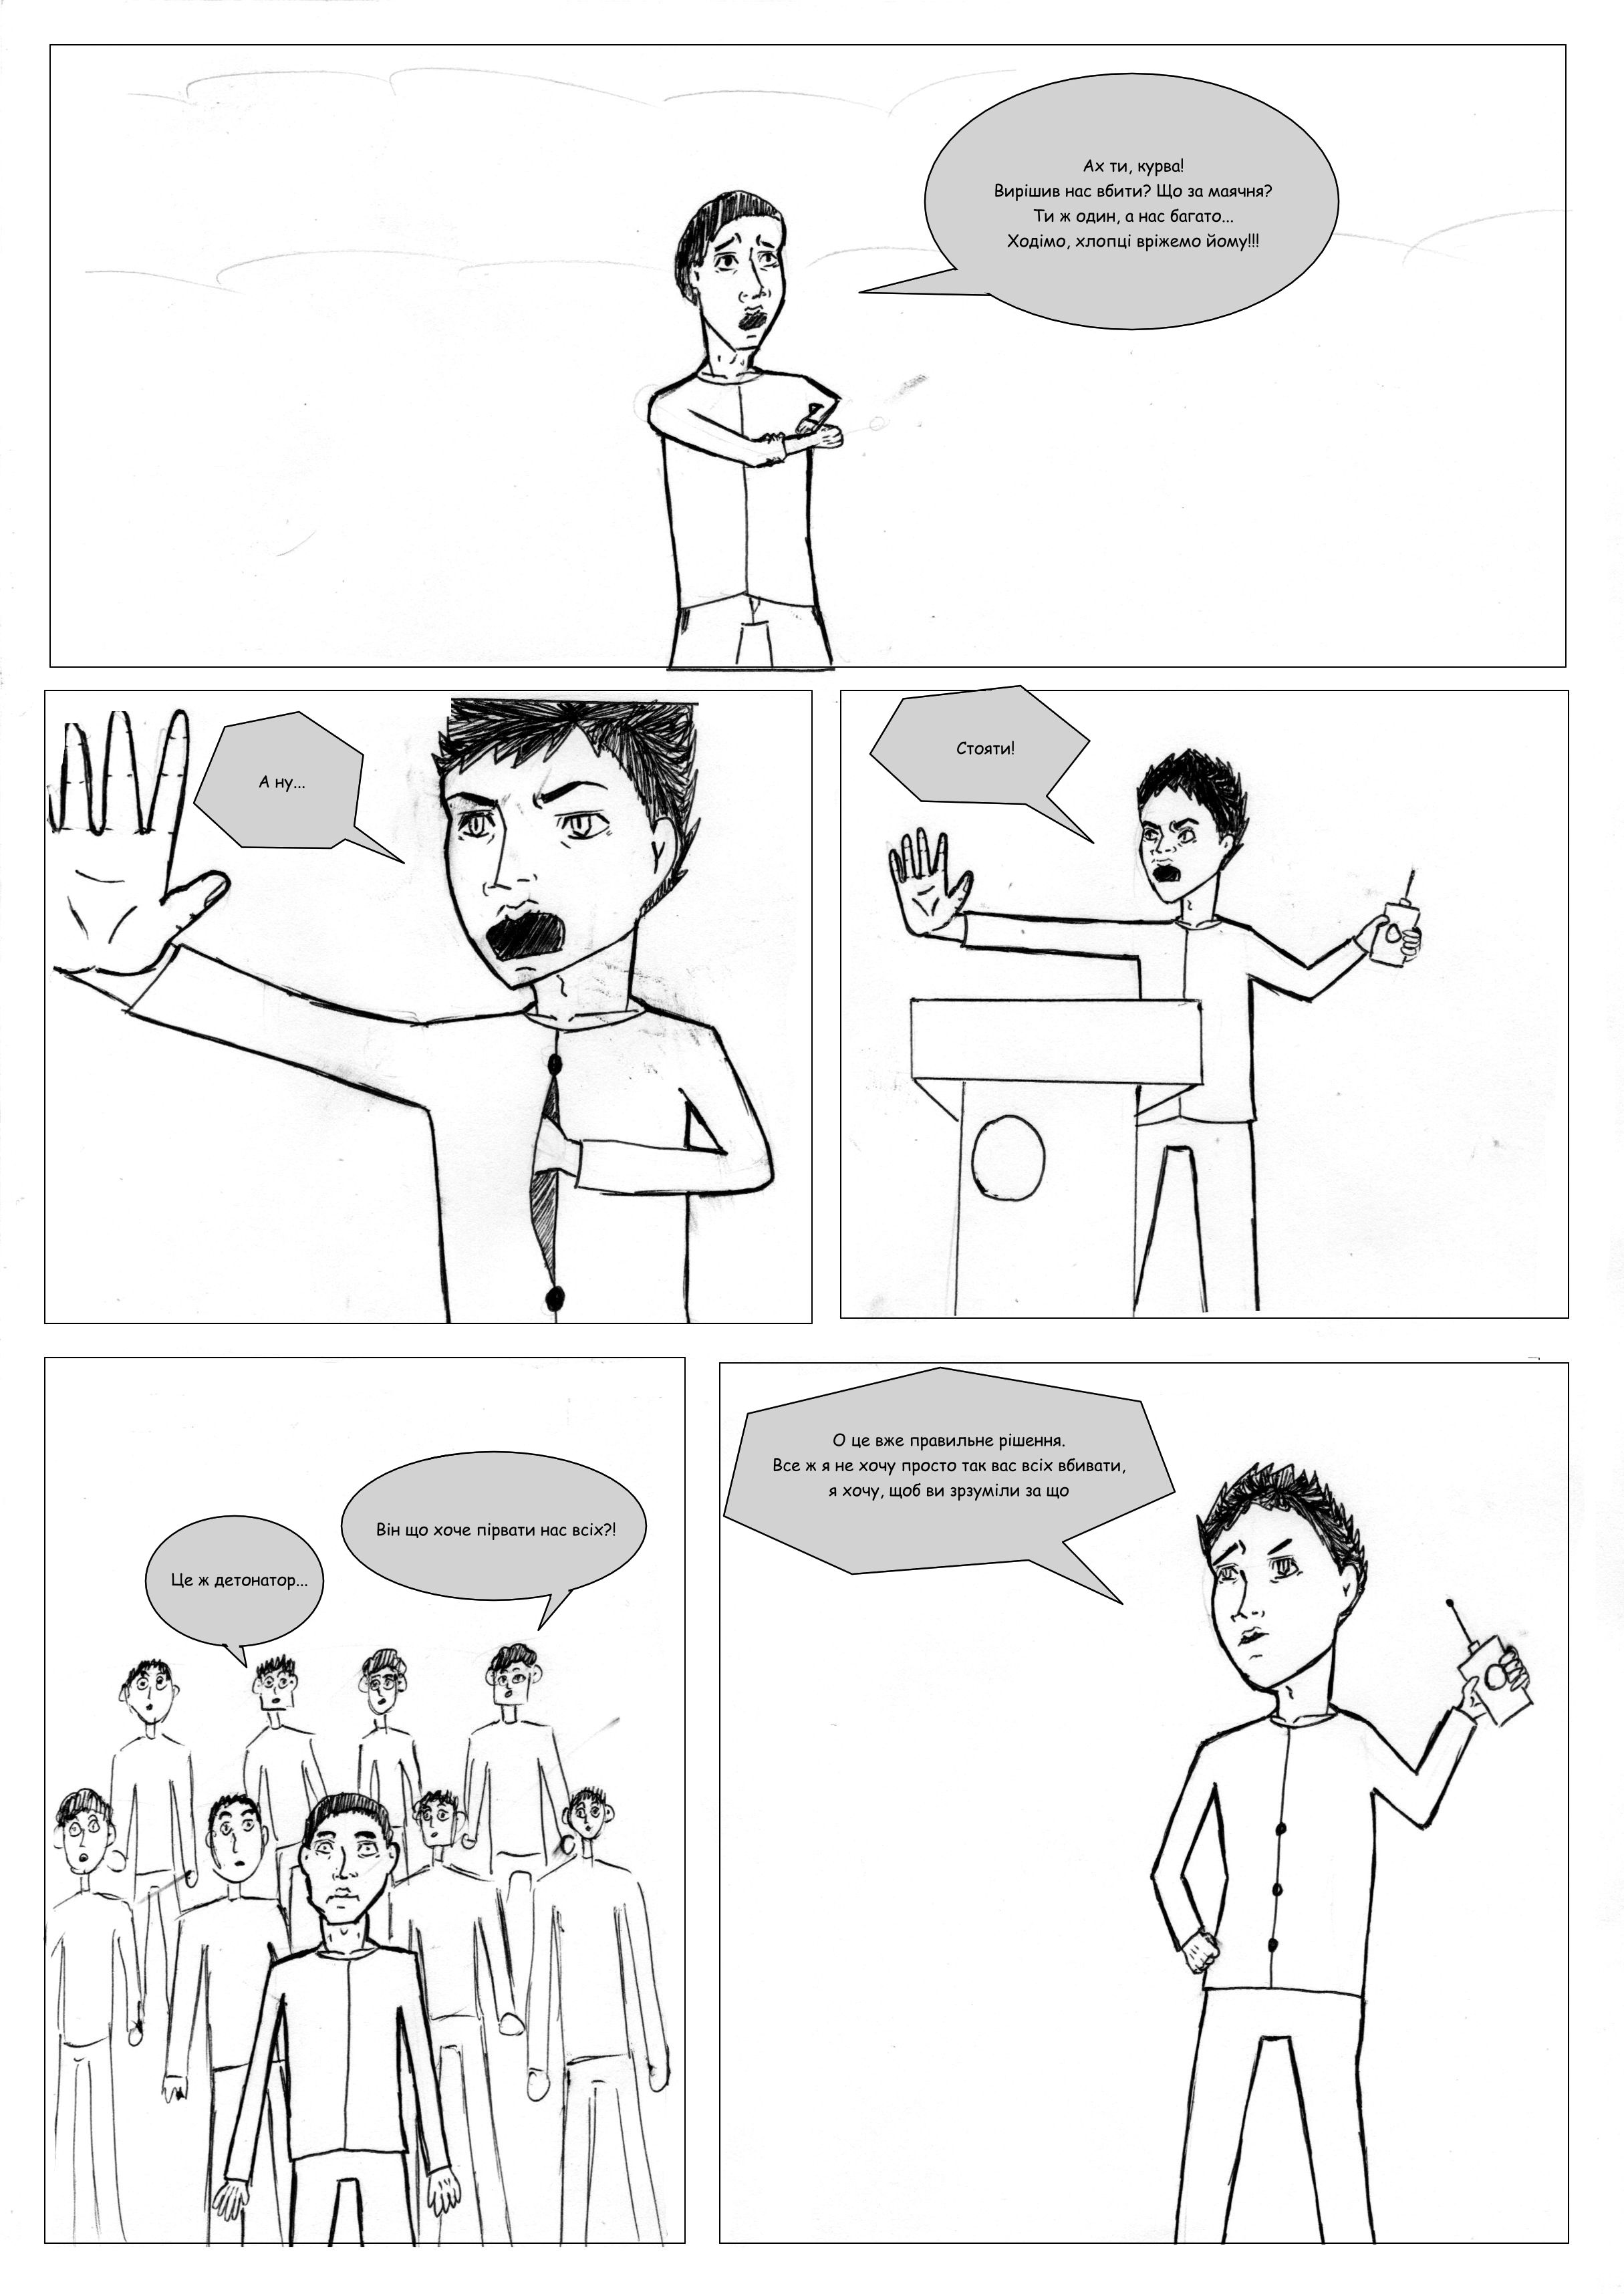 Ах ти, курва!
Вирішив нас вбити? Що за маячня?
Ти ж один, а нас багато...
Ходімо, хлопці вріжемо йому!!!
А ну...
Стояти!
Це ж детонатор...
Він що хоче пірвати нас всіх?!
О це вже правильне рішення.
Все ж я не хочу просто так вас всіх вбивати,
я хочу, щоб ви зрзуміли за що